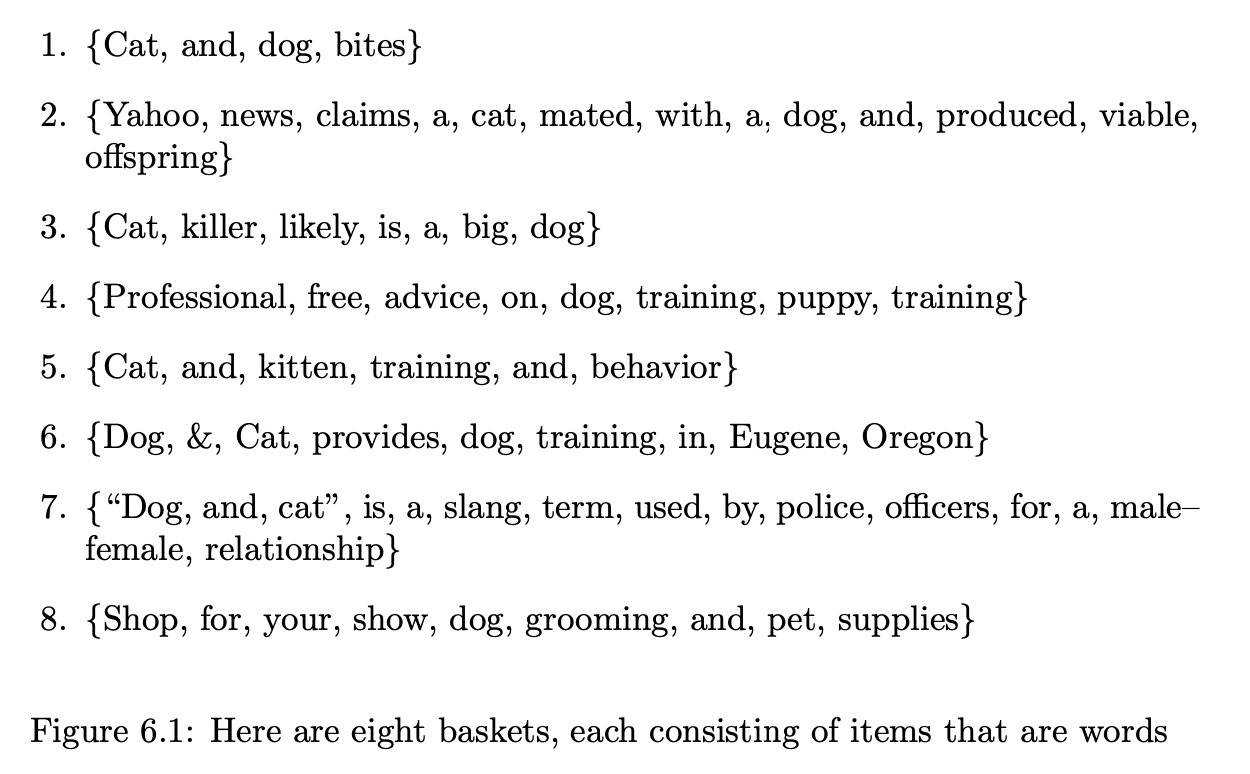 1. {Cat, and, dog, bites}
2. {Yahoo, news, claims, a, cat, mated, with, a, dog, and, produced, viable,
offspring}
3. {Cat, killer, likely, is, a, big, dog}
4. {Professional, free, advice, on, dog, training, puppy, training}
5. {Cat, and, kitten, training, and, behavior}
6. {Dog, &, Cat, provides, dog, training, in, Eugene, Oregon}
7. {“Dog, and, cat”, is, a, slang, term, used, by, police, officers, for, a, male–
female, relationship}
8. {Shop, for, your, show, dog, grooming, and, pet, supplies}
Figure 6.1: Here are eight baskets, each consisting of items that are words